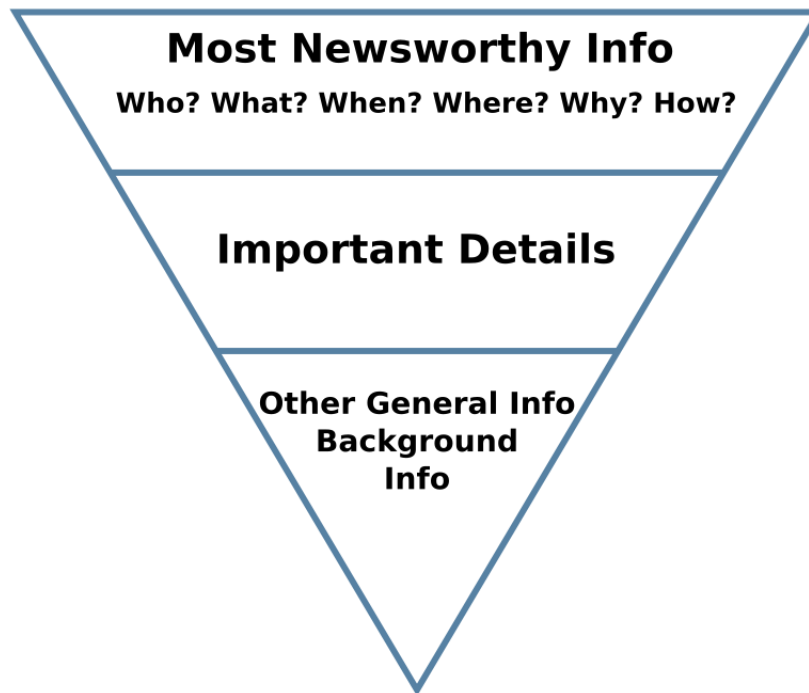 Most Newsworthy Info
Who? What? When? Where? Why? How?
Important Details
Other General Info
Background
Info